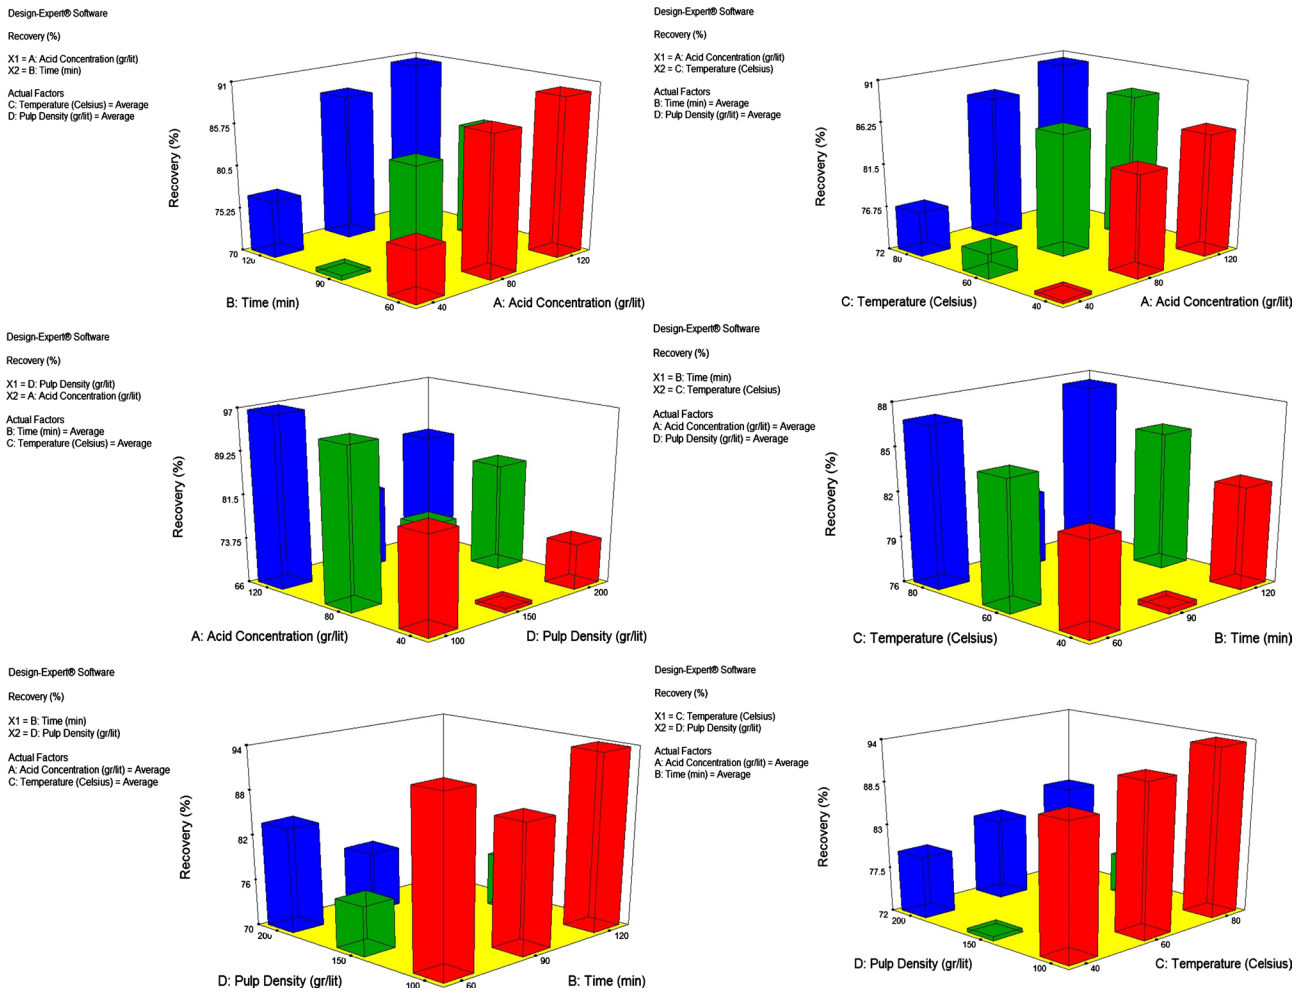 Design-Expert® Software
Recovery (%)
X1 = A: Acid Concentration (gr/lit)
X2 = B: Time (min)
Actual Factors
C: Temperature (Celsius) = Average
D: Pulp Density (gr/lit) = Average
91
85.75
80.5
75.25
70
Recovery (%)
120
90
60
40
80
120
B: Time (min)
A: Acid Concentration (gr/lit)
Design-Expert® Software
Recovery (%)
X1 = A: Acid Concentration (gr/lit)
X2 = C: Temperature (Celsius)
Actual Factors
B: Time (min) = Average
D: Pulp Density (gr/lit) = Average
91
86.25
81.5
76.75
72
Recovery (%)
80
60
40
40
80
120
C: Temperature (Celsius)
A: Acid Concentration (gr/lit)
Design-Expert® Software
Recovery (%)
X1 = D: Pulp Density (gr/lit)
X2 = A: Acid Concentration (gr/lit)
Actual Factors
B: Time (min) = Average
C: Temperature (Celsius) = Average
97
89.25
81.5
73.75
66
Recovery (%)
120
80
40
100
150
200
A: Acid Concentration (gr/lit)
D: Pulp Density (gr/lit)
Design-Expert® Software
Recovery (%)
X1 = B: Time (min)
X2 = C: Temperature (Celsius)
Actual Factors
A: Acid Concentration (gr/lit) = Average
D: Pulp Density (gr/lit) = Average
88
85
82
79
76
Recovery (%)
80
60
40
60
90
120
C: Temperature (Celsius)
B: Time (min)
Design-Expert® Software
Recovery (%)
X1 = B: Time (min)
X2 = D: Pulp Density (gr/lit)
Actual Factors
A: Acid Concentration (gr/lit) = Average
C: Temperature (Celsius) = Average
94
88
82
76
70
Recovery (%)
200
150
100
60
90
120
D: Pulp Density (gr/lit)
B: Time (min)
Design-Expert® Software
Recovery (%)
X1 = C: Temperature (Celsius)
X2 = D: Pulp Density (gr/lit)
Actual Factors
A: Acid Concentration (gr/lit) = Average
B: Time (min) = Average
94
88.5
83
77.5
72
Recovery (%)
200
150
100
40
60
80
D: Pulp Density (gr/lit)
C: Temperature (Celsius)